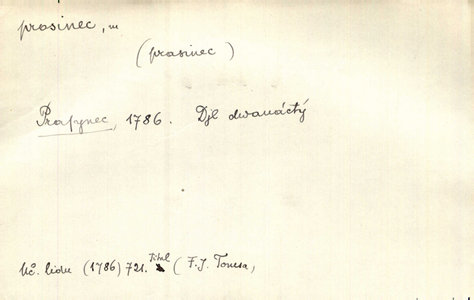 prosinec, m
(prasinec)
Praſynec, 1786. Djl dwanáctý
Uč. lidu (1786) 721. Titul (F. J. Tomsa,